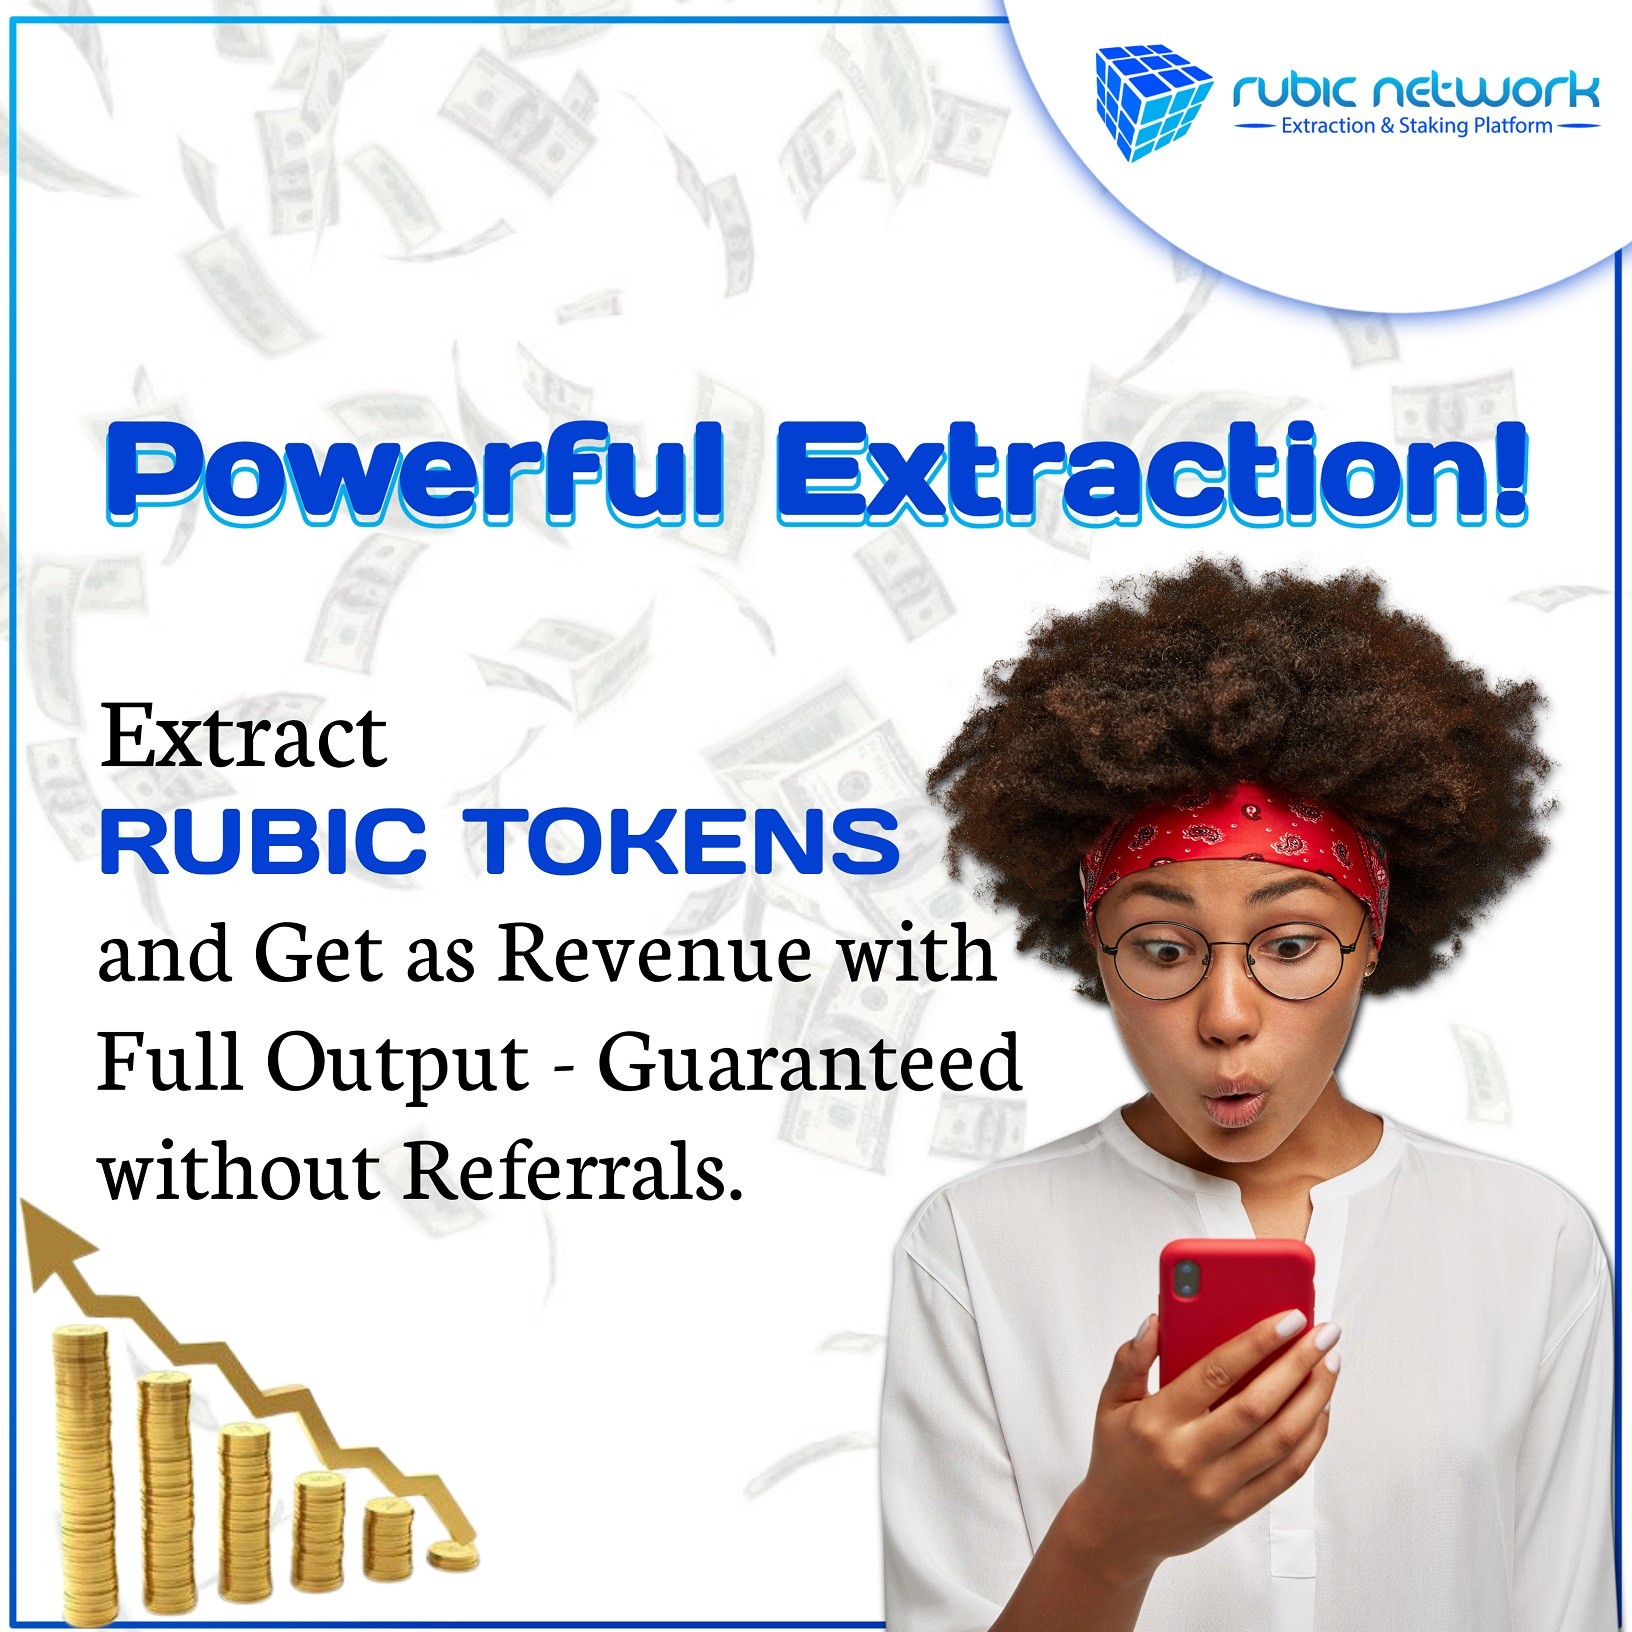 rubic network
Extraction & Staking Platform
Powerful Extraction!
Extract
RUBIC TOKENS
and Get as Revenue with
Full Output - Guaranteed
without Referrals.